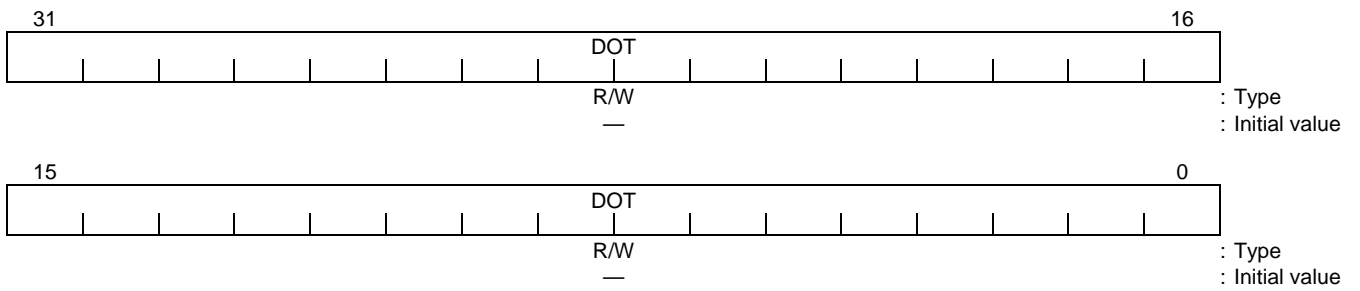 31 16
DOT
R/W : Type
— : Initial value
15 0
DOT
R/W : Type
— : Initial value